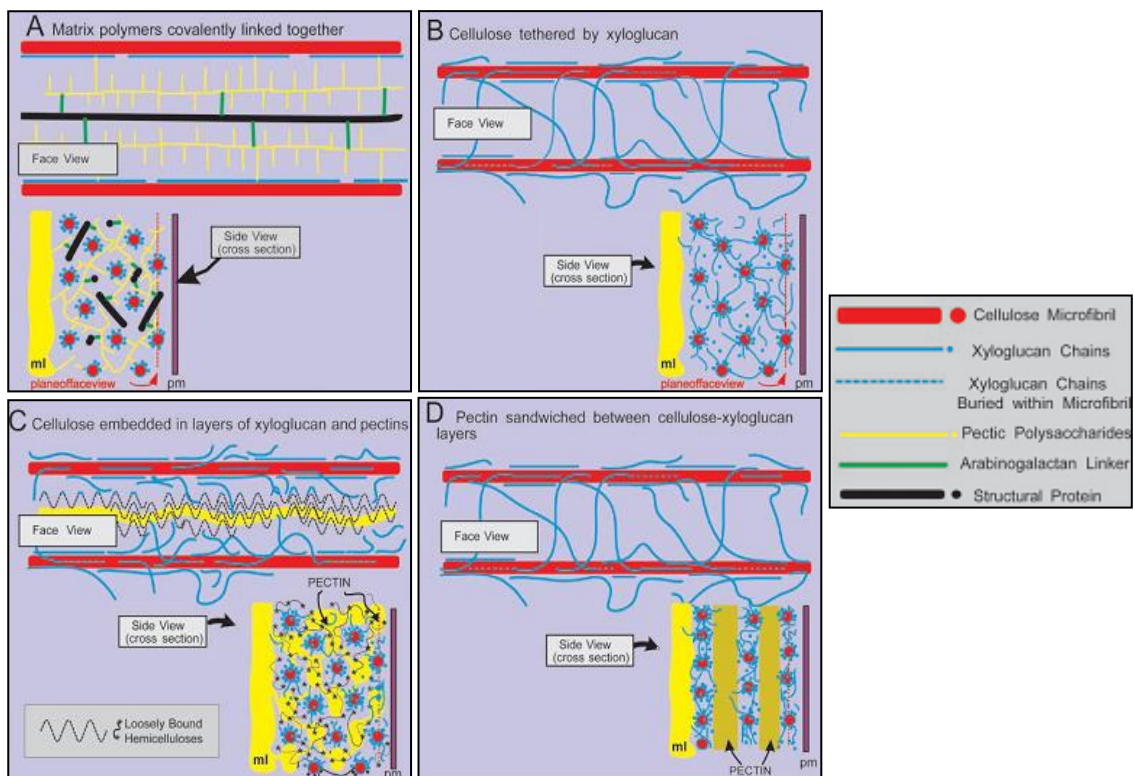 A Matrix polymers covalently linked together
Face View
Side View
(cross section)
ml
planeoffaceview
pm
B Cellulose tethered by xyloglucan
Face View
Side View
(cross section)
ml
planeoffaceview
pm
C Cellulose embedded in layers of xyloglucan and pectins
Face View
PECTIN
Side View
(cross section)
Loosely Bound
Hemicelluloses
ml
pm
D Pectin sandwiched between cellulose-xyloglucan
layers
Face View
Side View
(cross section)
ml
PECTIN
pm
Cellulose Microfibril
Xyloglucan Chains
Xyloglucan Chains
Buried within Microfibril
Pectic Polysaccharides
Arabinogalactan Linker
Structural Protein